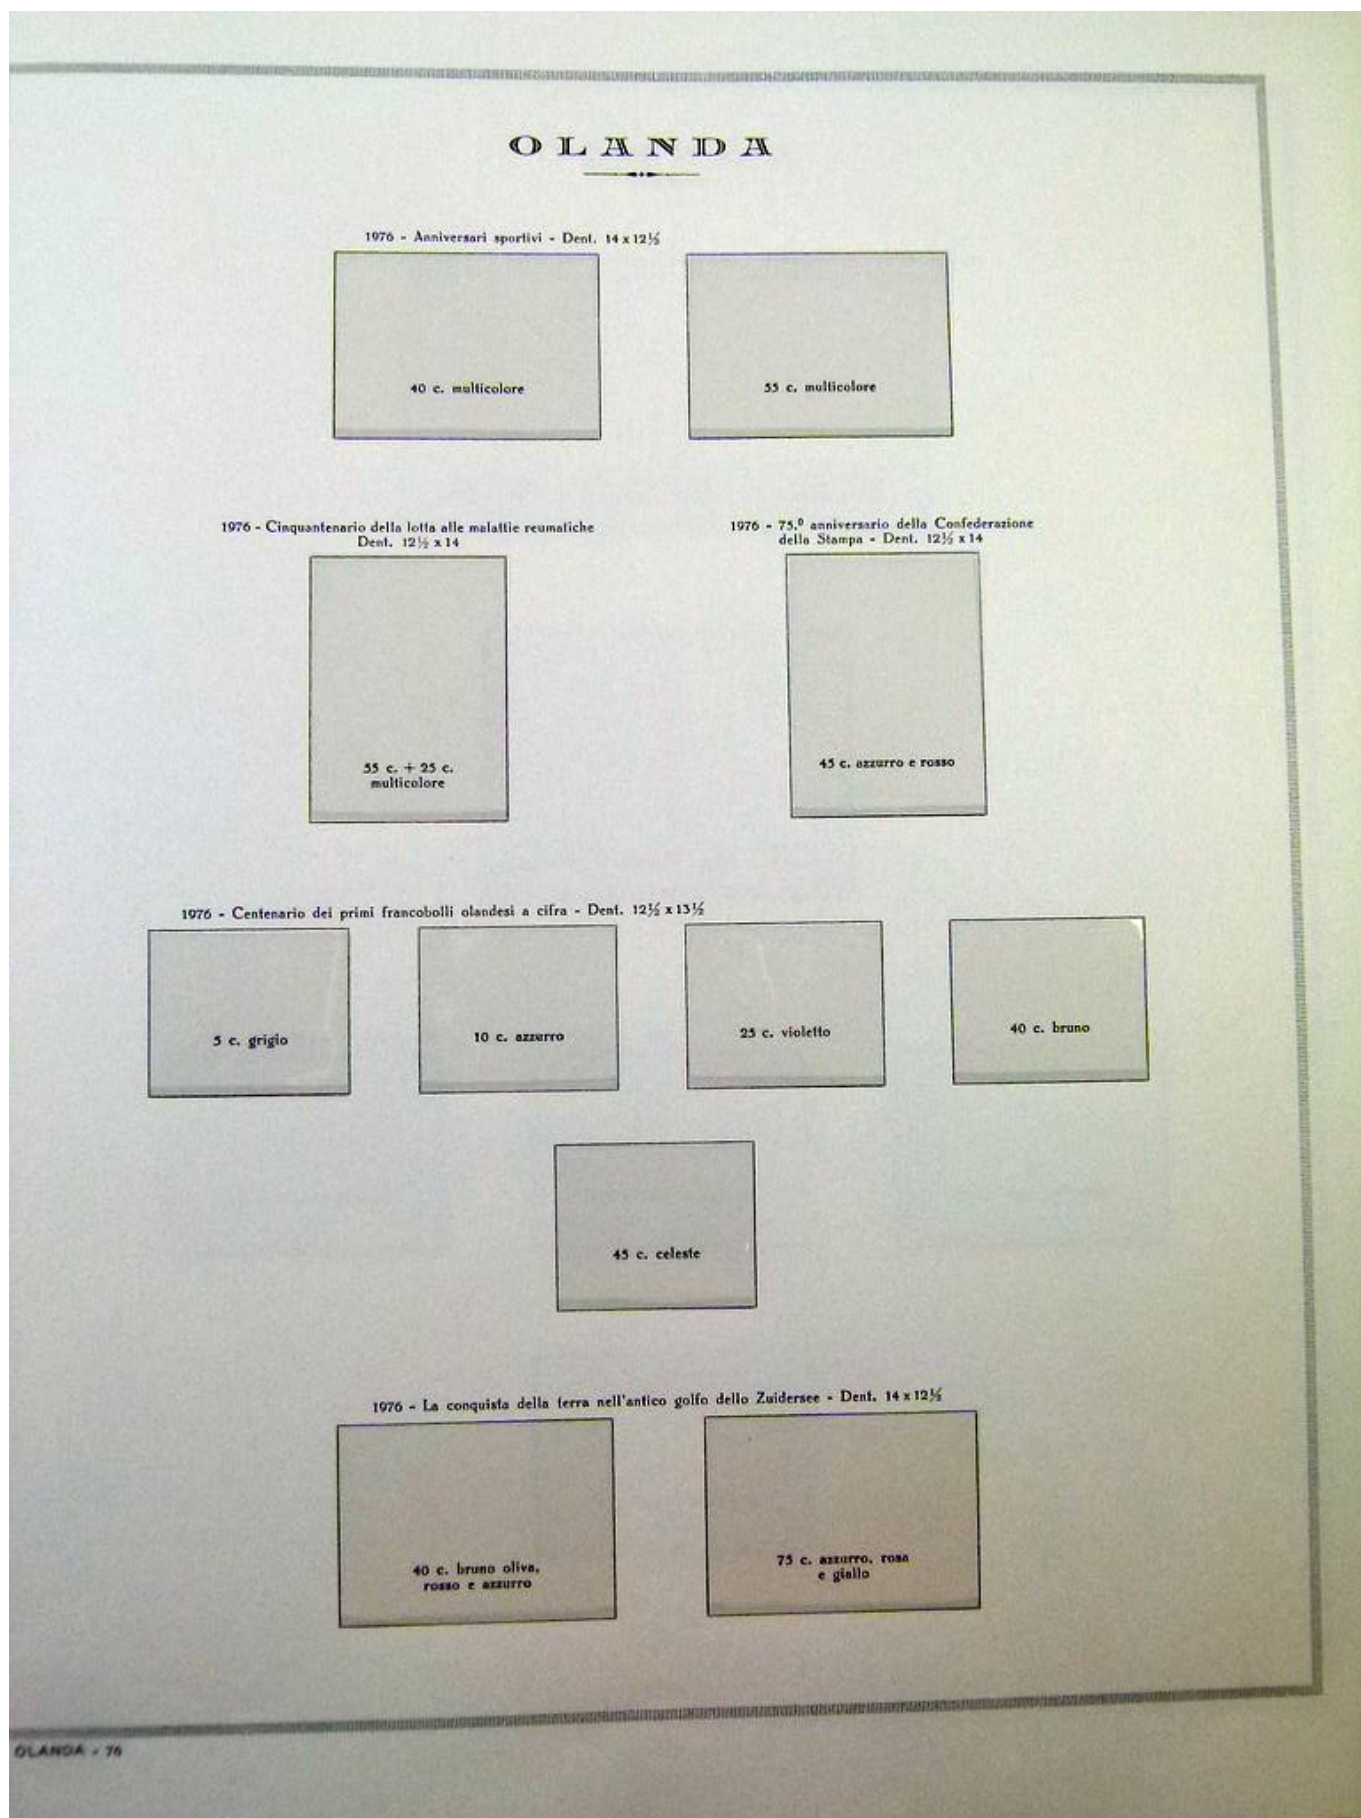 OLANDA
1976 - Anniversari sportivi - Dent. 14 x 12½
40 c. multicolore
55 c. multicolore
1976 - Cinquantenario della lotta alle malattie reumatiche
Dent. 12½ x 14
1976 - 75.º anniversario della Confederazione
della Stampa - Dent. 12½ x 14
55 c. + 25 c.
multicolore
45 c. azzurro e rosso
1976 - Centenario dei primi francobolli olandesi a cifra - Dent. 12½ x 13½
5 c. grigio
10 c. azzurro
25 c. violetto
40 c. bruno
45 c. celeste
1976 - La conquista della terra nell'antico golfo dello Zuidersee - Dent. 14 x 12½
40 c. bruno oliva,
rosso e azzurro
75 c. azzurro, rosa
e giallo
OLANDA - 76